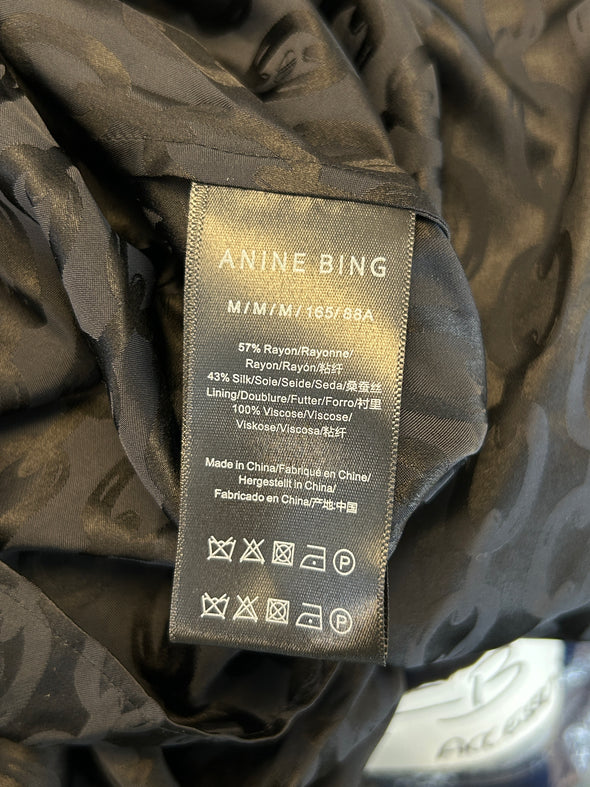 ANINE BING
M/M/M/165/88A
57% Rayon/Rayonne/
Rayon/Rayón/粘纤
43% Silk/Soie/Seide/Seda/桑蚕丝
Lining/Doublure/Futter/Forro/衬里
100% Viscose/Viscose/
Viskose/Viscosa/粘纤
Made in China/Fabriqué en Chine/
Hergestellt in China/
Fabricado en China/产地:中国
P
P
B